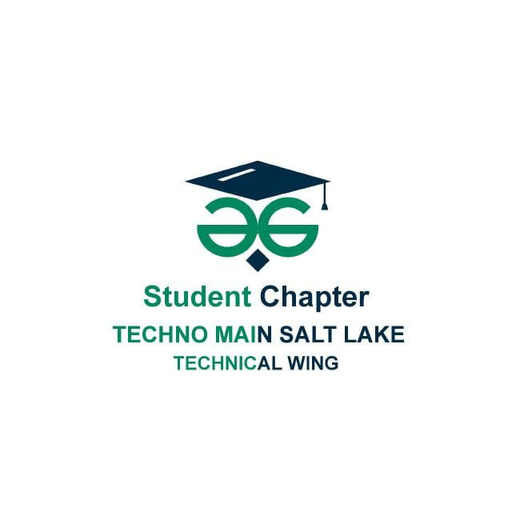 Student Chapter
TECHNO MAIN SALT LAKE
TECHNICAL WING